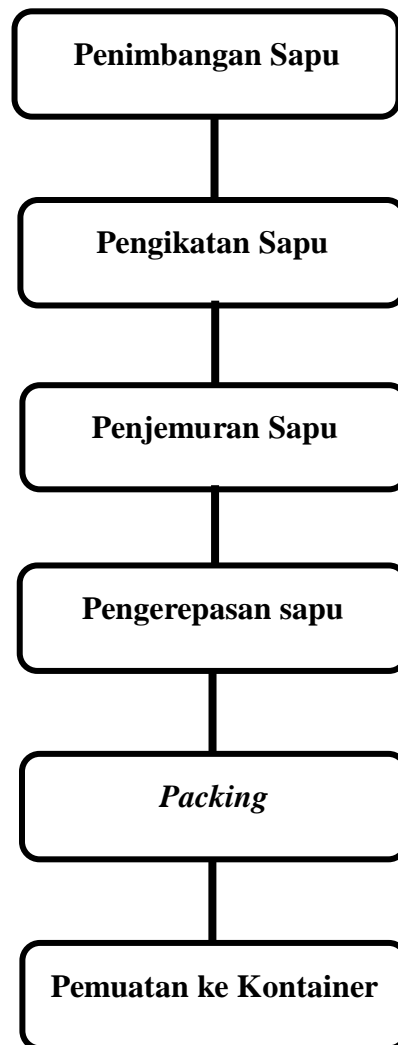 Penimbangan Sapu
Pengikatan Sapu
Penjemuran Sapu
Pengerepasan sapu
Packing
Pemuatan ke Kontainer